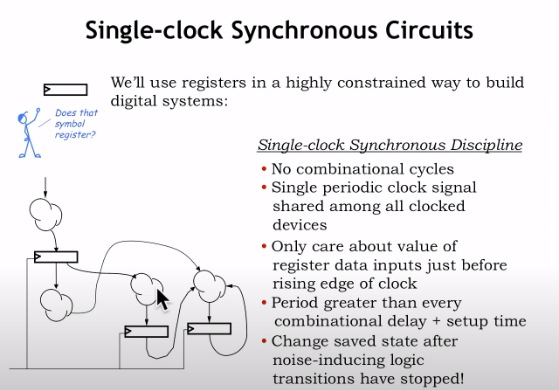 Single-clock Synchronous Circuits
We'll use registers in a highly constrained way to build
digital systems:
Does that
symbol
register?
Single-clock Synchronous Discipline
• No combinational cycles
• Single periodic clock signal
shared among all clocked
devices
• Only care about value of
register data inputs just before
rising edge of clock
• Period greater than every
combinational delay + setup time
• Change saved state after
noise-inducing logic
transitions have stopped!